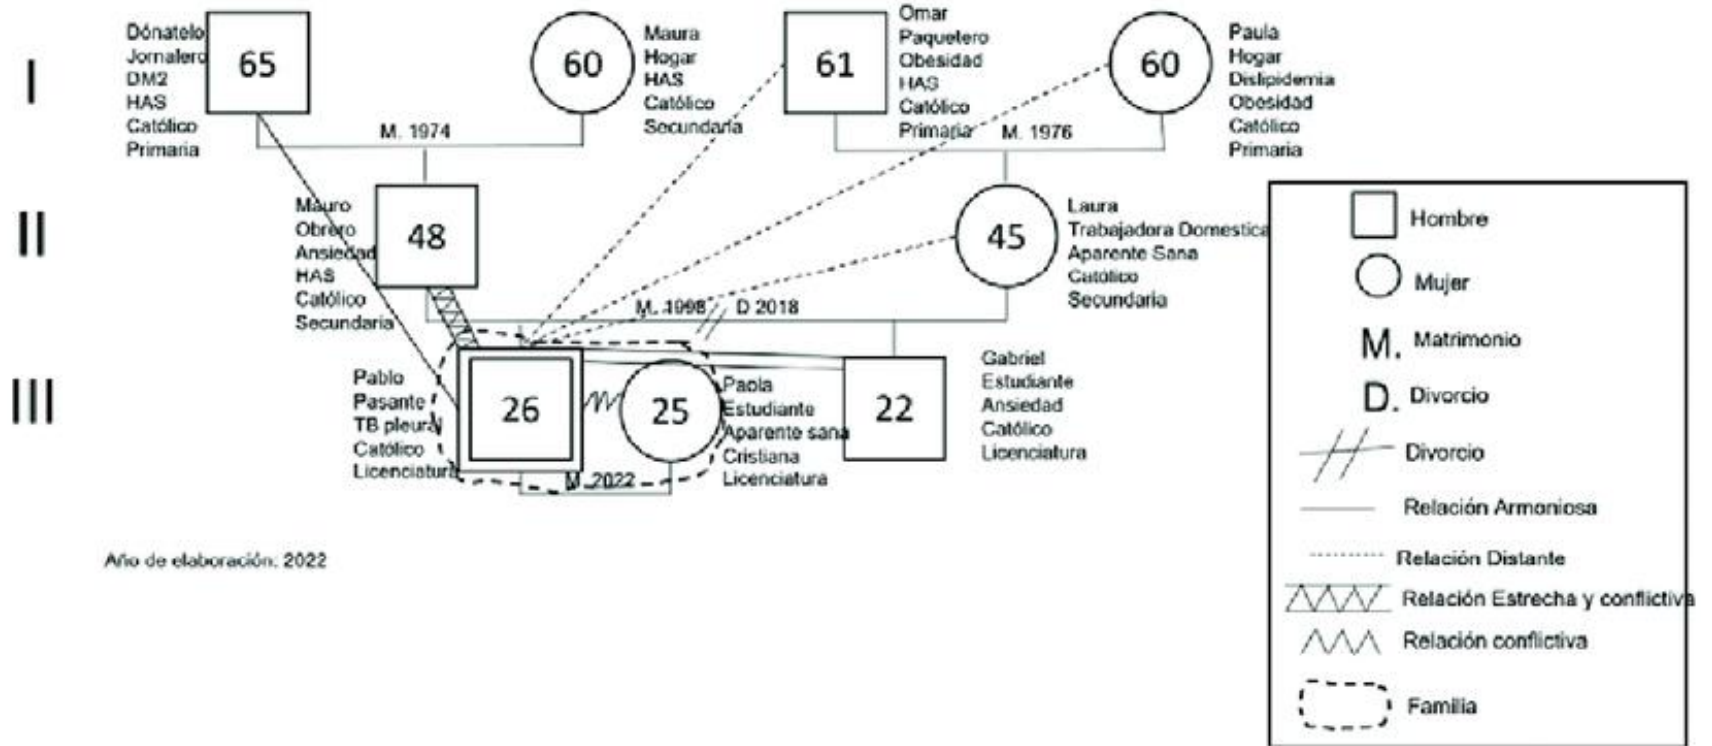 I
Dónatelo
Jornalero
DM2
HAS
Católico
Primaria
65
60
Maura
Hogar
HAS
Católico
Secundaria
61
Omar
Paquetero
Obesidad
HAS
Católico
Primaria
60
Paula
Hogar
Dislipidemia
Obesidad
Católico
Primaria
M. 1974
M. 1976
II
Mauro
Obrero
Ansiedad
HAS
Católico
Secundaria
48
45
Laura
Trabajadora Domestica
Aparente Sana
Católico
Secundaria
M. 1998
D 2018
III
Pablo
Pasante
TB pleural
Católico
Licenciatura
26
25
Paola
Estudiante
Aparente sana
Cristiana
Licenciatura
22
Gabriel
Estudiante
Ansiedad
Católico
Licenciatura
M. 2022
Año de elaboración: 2022
Hombre
Mujer
M. Matrimonio
D. Divorcio
Divorcio
Relación Armoniosa
Relación Distante
Relación Estrecha y conflictiva
Relación conflictiva
Familia